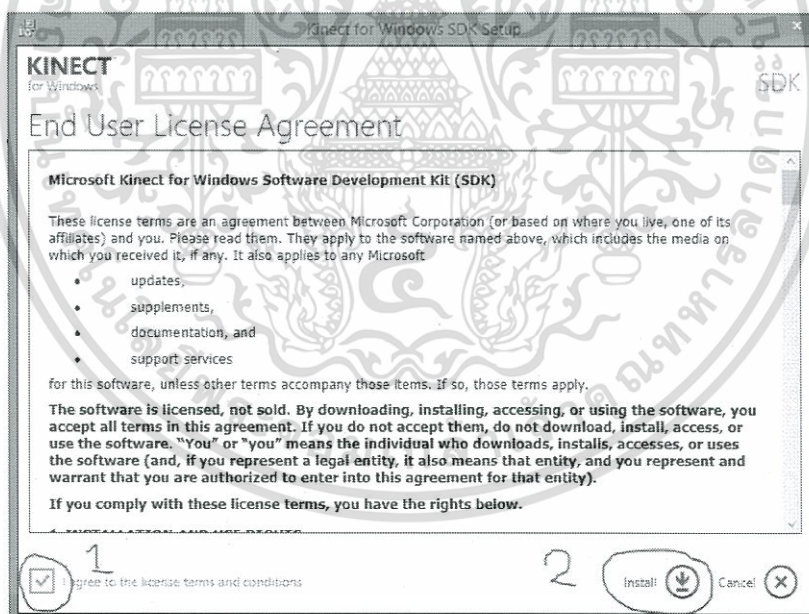 Kinect for Windows SDK Setup
KINECT
for Windows
SDK
End User License Agreement
Microsoft Kinect for Windows Software Development Kit (SDK)
These license terms are an agreement between Microsoft Corporation (or based on where you live, one of its
affiliates) and you. Please read them. They apply to the software named above, which includes the media on
which you received it, if any. It also applies to any Microsoft
• updates,
• supplements,
• documentation, and
• support services
for this software, unless other terms accompany those items. If so, those terms apply.
The software is licensed, not sold. By downloading, installing, accessing, or using the software, you
accept all terms in this agreement. If you do not accept them, do not download, install, access, or
use the software. "You" or "you" means the individual who downloads, installs, accesses, or uses
the software (and, if you represent a legal entity, it also means that entity, and you represent and
warrant that you are authorized to enter into this agreement for that entity).
If you comply with these license terms, you have the rights below.
1. INSTALLATION AND USE RIGHTS
1
I agree to the license terms and conditions
2
Install
Cancel